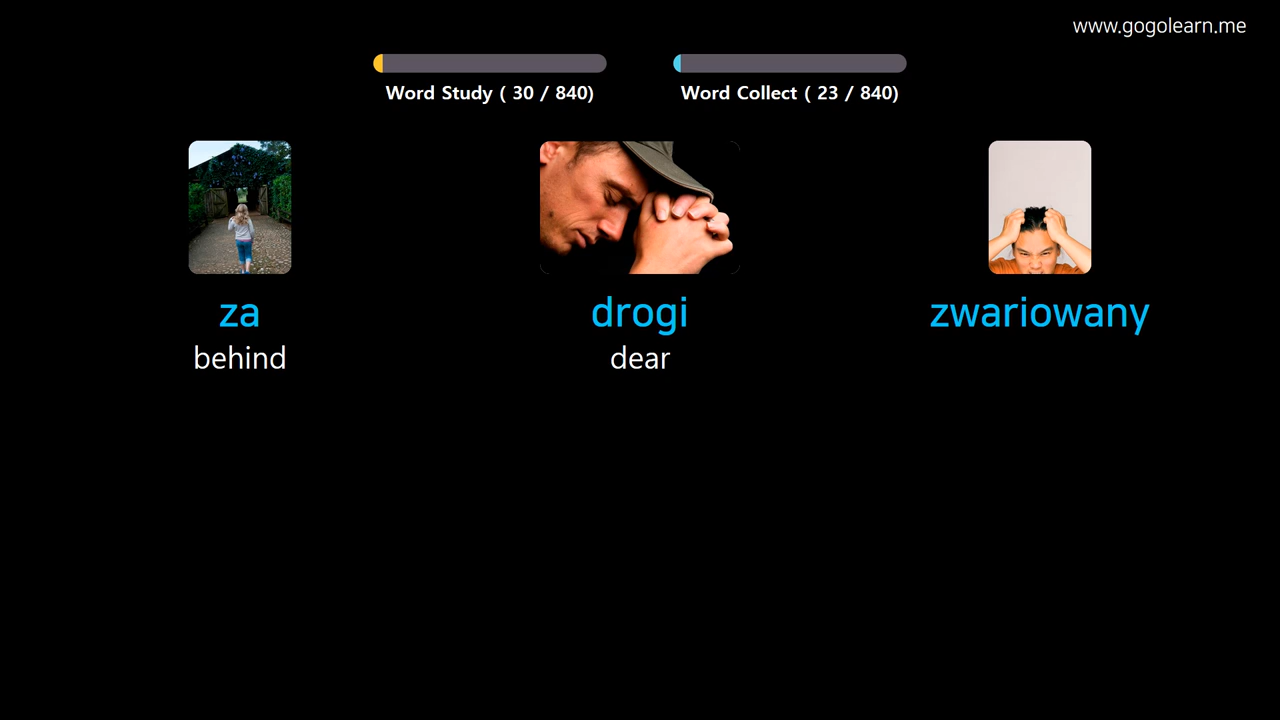 www.gogolearn.me
Word Study ( 30 / 840)
Word Collect ( 23 / 840)
za
drogi
zwariowany
behind
dear